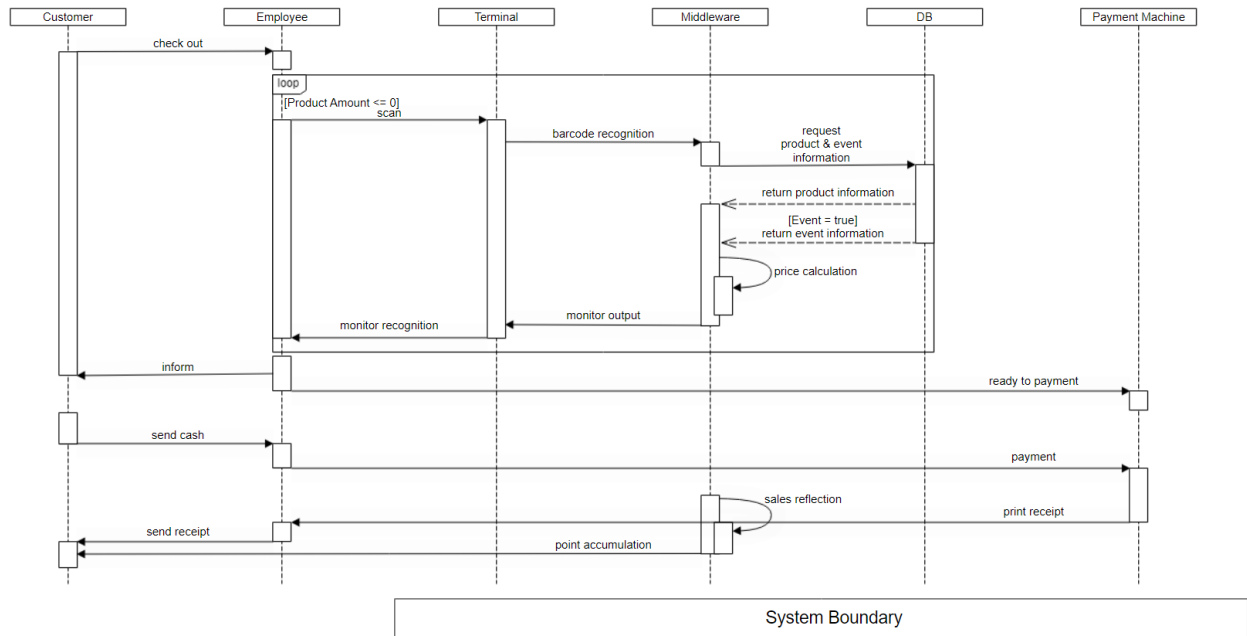 Customer
Employee
Terminal
Middleware
DB
Payment Machine
check out
loop
[Product Amount <= 0]
scan
barcode recognition
request
product & event
information
return product information
[Event = true]
return event information
price calculation
monitor output
monitor recognition
inform
ready to payment
send cash
payment
sales reflection
print receipt
send receipt
point accumulation
System Boundary